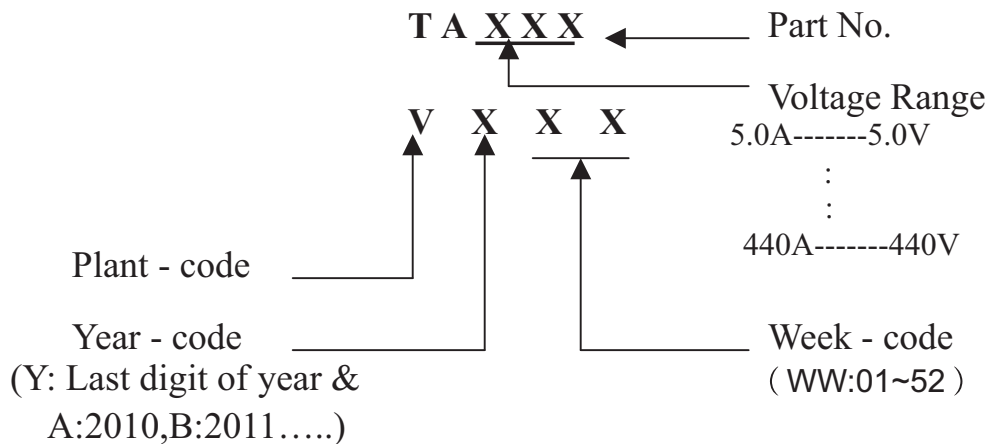 T A X X X Part No.
Voltage Range
V X X X
5.0A-------5.0V
:
:
440A-------440V
Plant - code
Year - code Week - code
(Y: Last digit of year & （WW:01~52）
A:2010,B:2011…..)